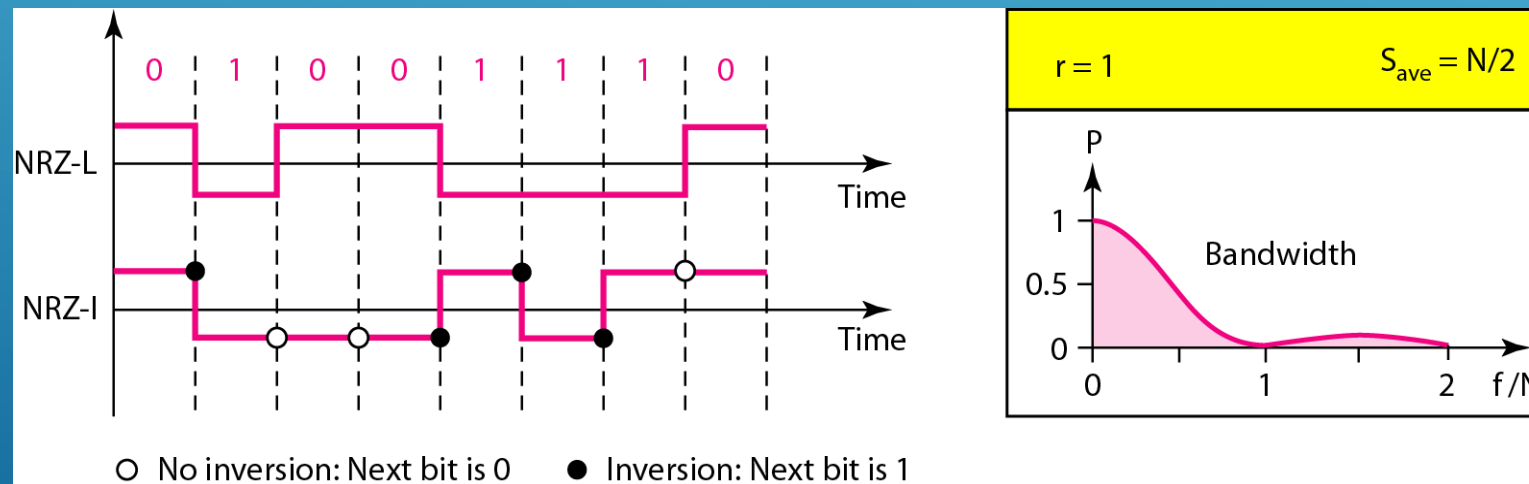 0 1 0 0 1 1 1 0
NRZ-L
Time
NRZ-I
Time
No inversion: Next bit is 0 Inversion: Next bit is 1
r = 1 Save = N/2
P
1
Bandwidth
0.5
0
0 1 2 f/N